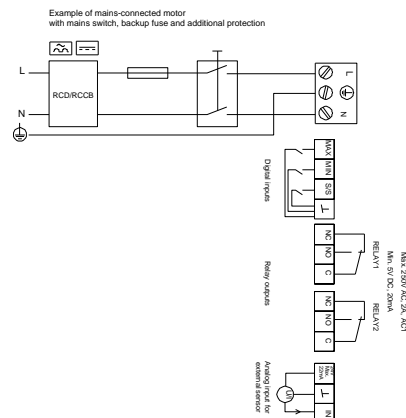 Example of mains-connected motor
with mains switch, backup fuse and additional protection
L
RCD/RCCB
N
L
N
MAX
MIN
S/S
Digital inputs
NC
NO
C
RELAY1
Relay outputs
NC
NO
C
RELAY2
Max. 250V AC, 2A, AC1
Min. 5V DC, 20mA
Analog input for
external sensor
U/I
Max.
22mA
IN